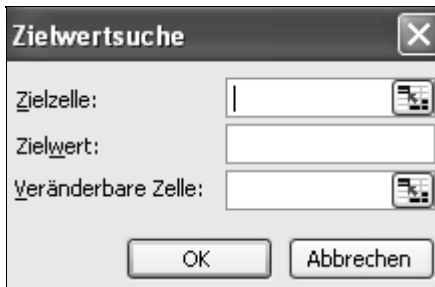 Zielwertsuche
Zielzelle:
Zielwert:
Veränderbare Zelle:
OK
Abbrechen